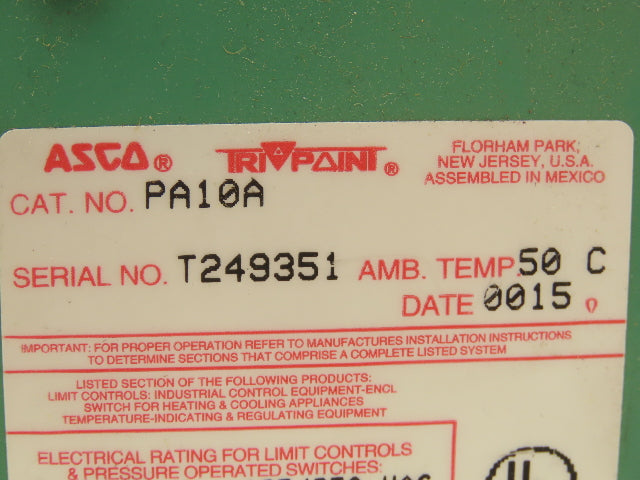 ASCO® TRIPOINT® FLORHAM PARK,
NEW JERSEY, U.S.A.
ASSEMBLED IN MEXICO
CAT. NO. PA10A
SERIAL NO. T249351 AMB. TEMP. 50 C
DATE 0015
IMPORTANT: FOR PROPER OPERATION REFER TO MANUFACTURES INSTALLATION INSTRUCTIONS
TO DETERMINE SECTIONS THAT COMPRISE A COMPLETE LISTED SYSTEM
LISTED SECTION OF THE FOLLOWING PRODUCTS:
LIMIT CONTROLS: INDUSTRIAL CONTROL EQUIPMENT-ENCL
SWITCH FOR HEATING & COOLING APPLIANCES
TEMPERATURE-INDICATING & REGULATING EQUIPMENT
ELECTRICAL RATING FOR LIMIT CONTROLS
& PRESSURE OPERATED SWITCHES:
UL